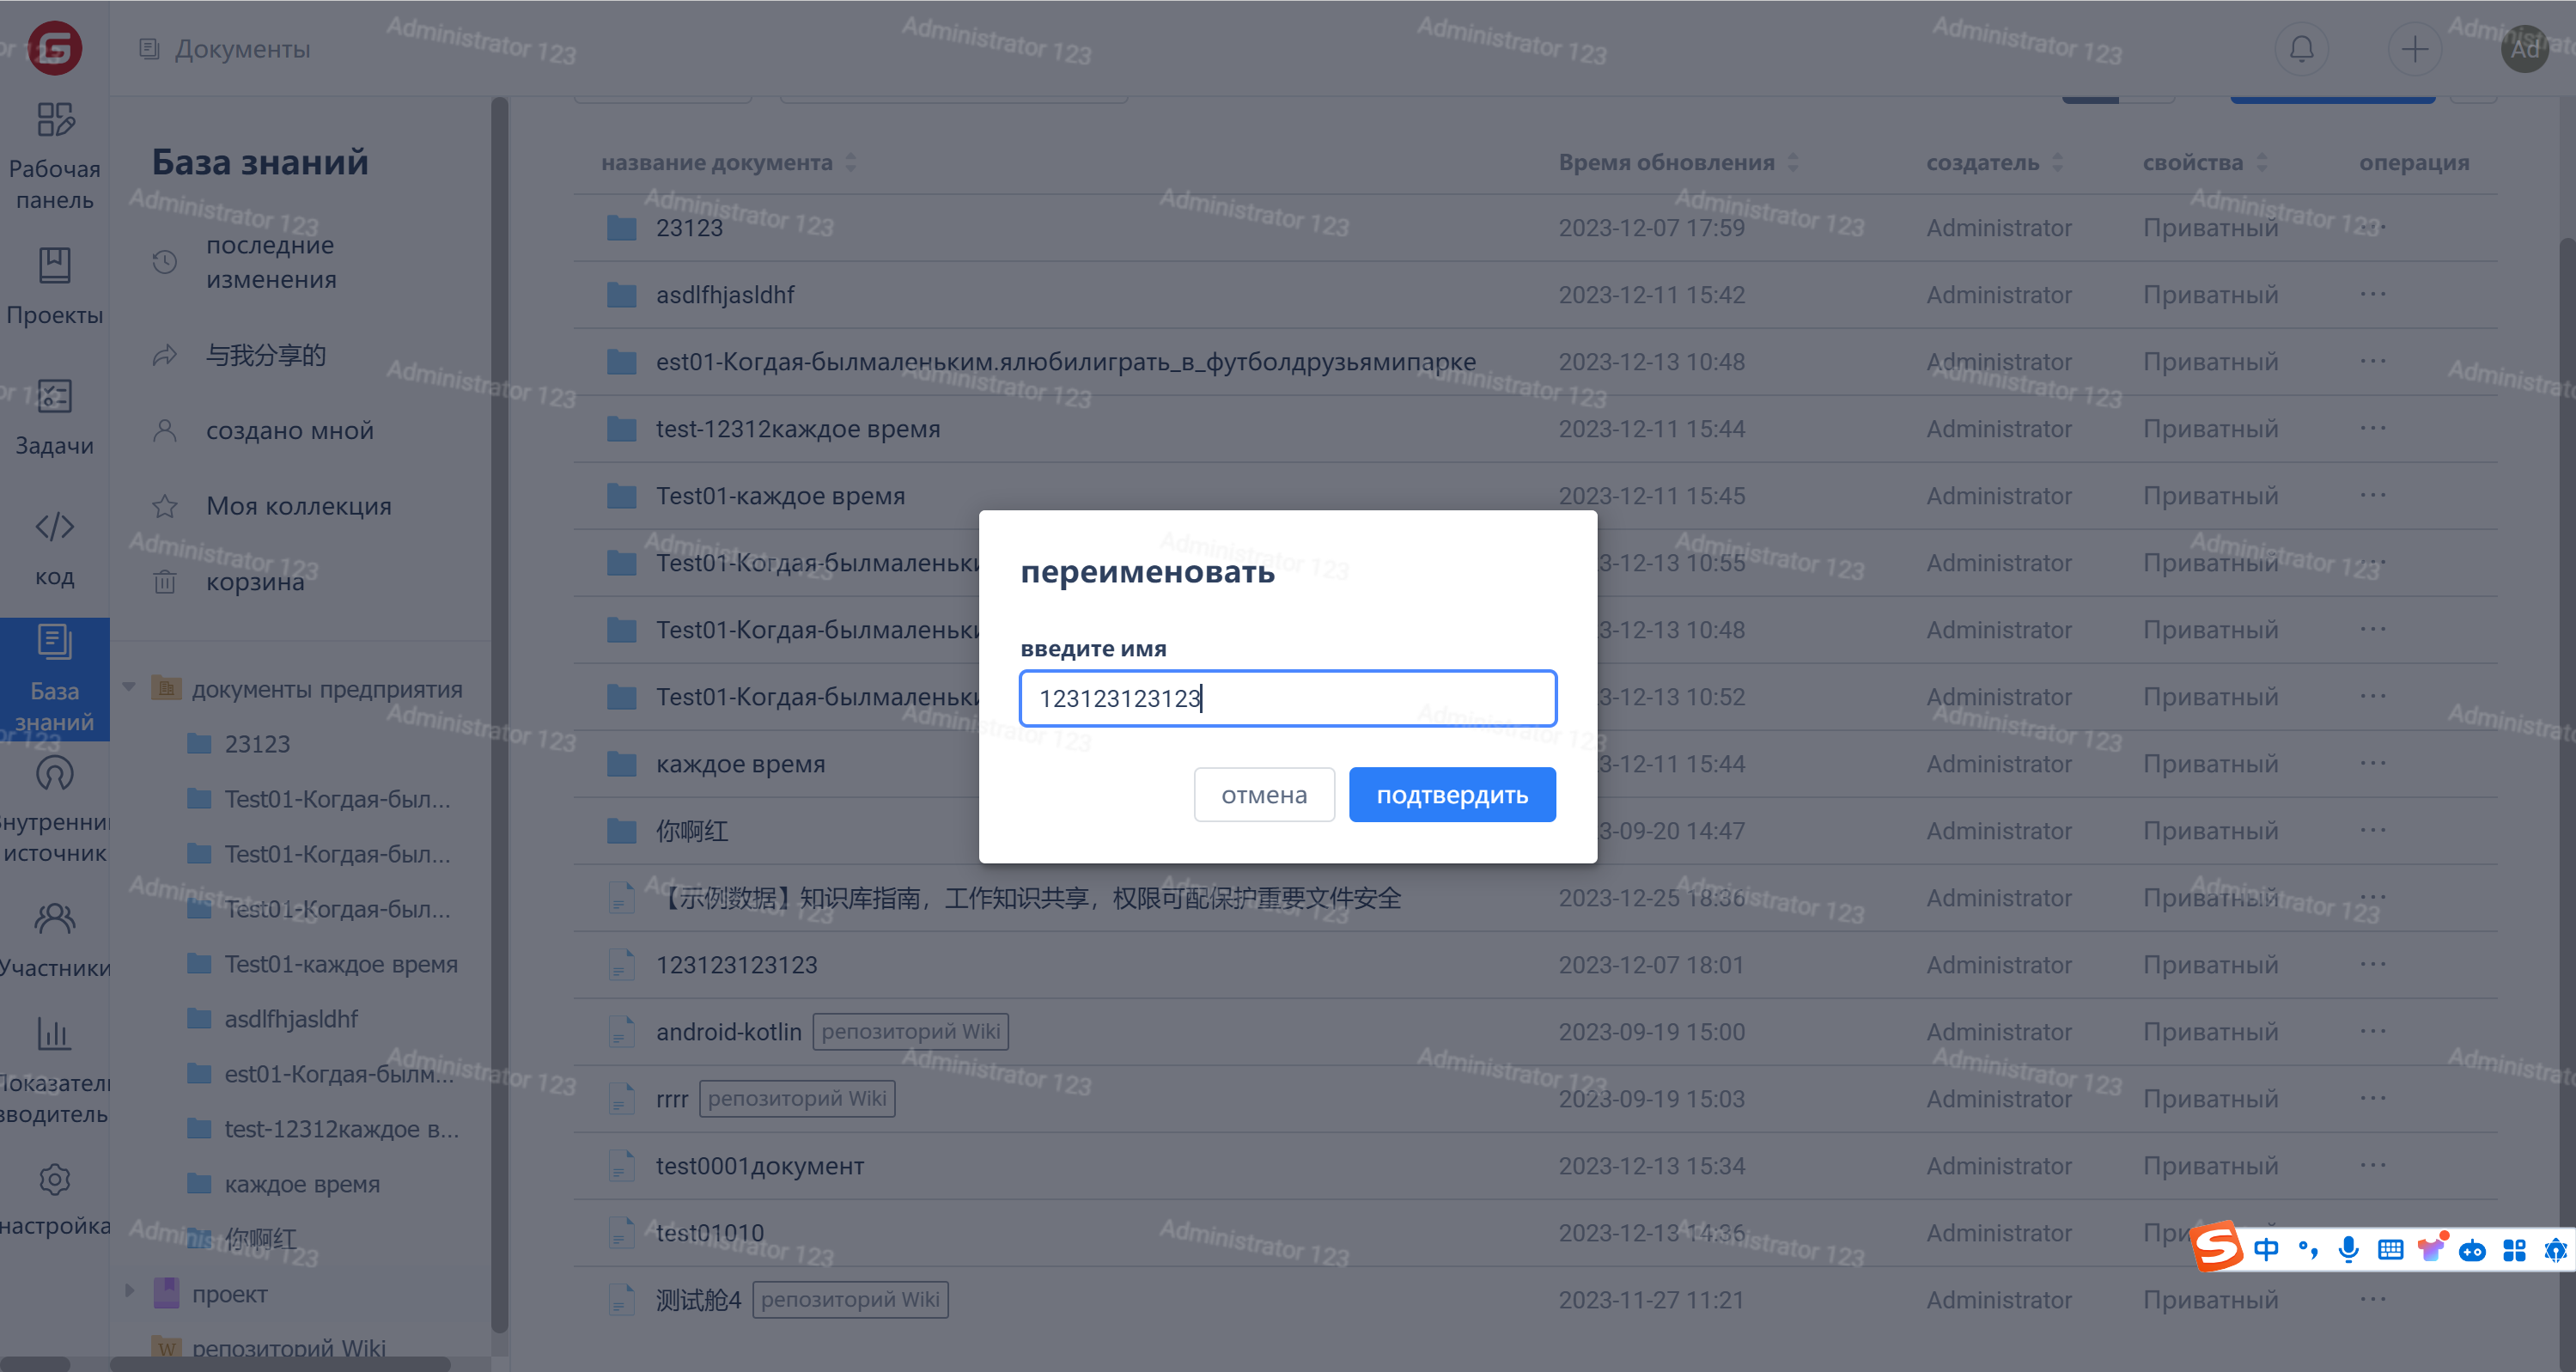 Документы
Ad
Рабочая
панель
Проекты
Задачи
код
База
знаний
источник
Участники
настройка
База знаний
последние
изменения
与我分享的
создано мной
Моя коллекция
корзина
документы предприятия
23123
Test01-Когдая-был...
Test01-Когдая-был...
Test01-Когдая-был...
Test01-каждое время
asdlfhjasldhf
est01-Когдая-былм...
test-12312каждое в...
каждое время
你啊红
проект
репозиторий Wiki
название документа Время обновления создатель свойства операция
23123 2023-12-07 17:59 Administrator Приватный ...
asdlfhjasldhf 2023-12-11 15:42 Administrator Приватный ...
est01-Когдая-былмаленьким.ялюбилиграть_в_футболдрузьямипарке 2023-12-13 10:48 Administrator Приватный ...
test-12312каждое время 2023-12-11 15:44 Administrator Приватный ...
Test01-каждое время 2023-12-11 15:45 Administrator Приватный ...
Test01-Когдая-былмаленьки 3-12-13 10:55 Administrator Приватный ...
Test01-Когдая-былмаленьки 3-12-13 10:48 Administrator Приватный ...
Test01-Когдая-былмаленьки 3-12-13 10:52 Administrator Приватный ...
каждое время 3-12-11 15:44 Administrator Приватный ...
你啊红 3-09-20 14:47 Administrator Приватный ...
【示例数据】知识库指南，工作知识共享，权限可配保护重要文件安全 2023-12-25 18:36 Administrator Приватный ...
123123123123 2023-12-07 18:01 Administrator Приватный ...
android-kotlin репозиторий Wiki 2023-09-19 15:00 Administrator Приватный ...
rrrr репозиторий Wiki 2023-09-19 15:03 Administrator Приватный ...
test0001документ 2023-12-13 15:34 Administrator Приватный ...
test01010 2023-12-13 14:36 Administrator При
测试舱4 репозиторий Wiki 2023-11-27 11:21 Administrator Приватный ...
переименовать
введите имя
123123123123
отмена подтвердить
中
Administrator 123